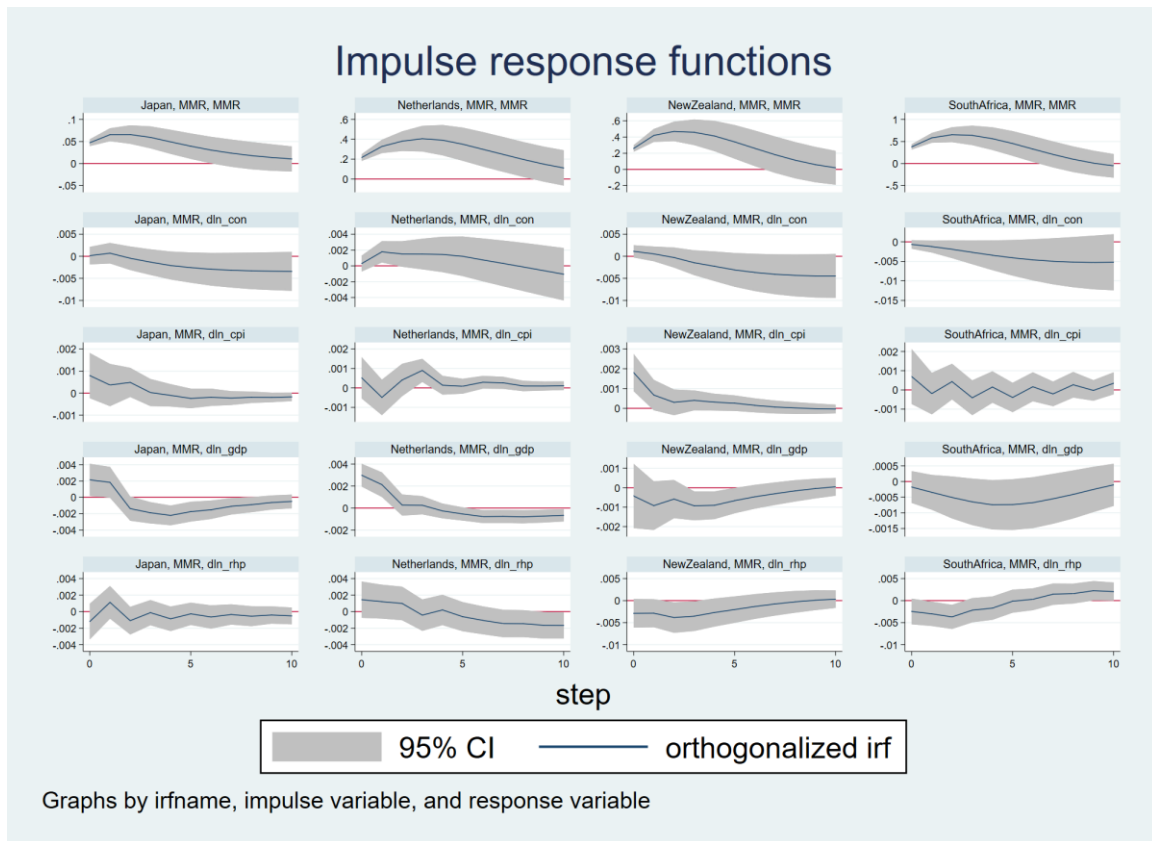 Impulse response functions
Japan, MMR, MMR
Netherlands, MMR, MMR
NewZealand, MMR, MMR
SouthAfrica, MMR, MMR
.1
.05
0
-.05
.6
.4
.2
0
.6
.4
.2
0
-.2
1
.5
0
-.5
Japan, MMR, dln_con
Netherlands, MMR, dln_con
NewZealand, MMR, dln_con
SouthAfrica, MMR, dln_con
.005
0
-.005
-.01
.004
.002
0
-.002
-.004
.005
0
-.005
-.01
0
-.005
-.01
-.015
Japan, MMR, dln_cpi
Netherlands, MMR, dln_cpi
NewZealand, MMR, dln_cpi
SouthAfrica, MMR, dln_cpi
.002
.001
0
-.001
.002
.001
0
-.001
.003
.002
.001
0
.002
.001
0
-.001
Japan, MMR, dln_gdp
Netherlands, MMR, dln_gdp
NewZealand, MMR, dln_gdp
SouthAfrica, MMR, dln_gdp
.004
.002
0
-.002
-.004
.004
.002
0
-.002
.001
0
-.001
-.002
.0005
0
-.0005
-.001
-.0015
Japan, MMR, dln_rhp
Netherlands, MMR, dln_rhp
NewZealand, MMR, dln_rhp
SouthAfrica, MMR, dln_rhp
.004
.002
0
-.002
-.004
.004
.002
0
-.002
-.004
.005
0
-.005
-.01
.005
0
-.005
-.01
0 5 10
0 5 10
0 5 10
0 5 10
step
95% CI
orthogonalized irf
Graphs by irfname, impulse variable, and response variable